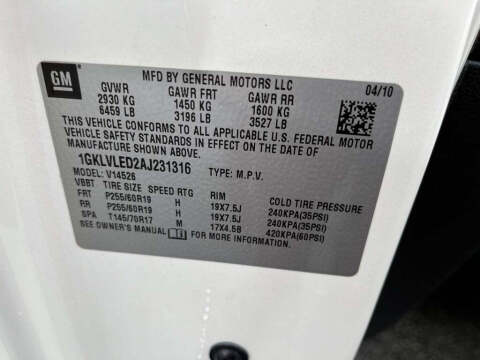 GM
MFD BY GENERAL MOTORS LLC
04/10
GVWR GAWR FRT GAWR RR
2930 KG 1450 KG 1600 KG
6459 LB 3196 LB 3527 LB
THIS VEHICLE CONFORMS TO ALL APPLICABLE U.S. FEDERAL MOTOR
VEHICLE SAFETY STANDARDS IN EFFECT ON THE DATE OF
MANUFACTURE SHOWN ABOVE.
1GKLVLED2AJ231316 TYPE: M.P.V.
MODEL: V14526
VBBT TIRE SIZE SPEED RTG RIM COLD TIRE PRESSURE
FRT P255/60R19 H 19X7.5J 240KPA(35PSI)
RR P255/60R19 H 19X7.5J 240KPA(35PSI)
SPA T145/70R17 M 17X4.5B 420KPA(60PSI)
SEE OWNER'S MANUAL i FOR MORE INFORMATION.